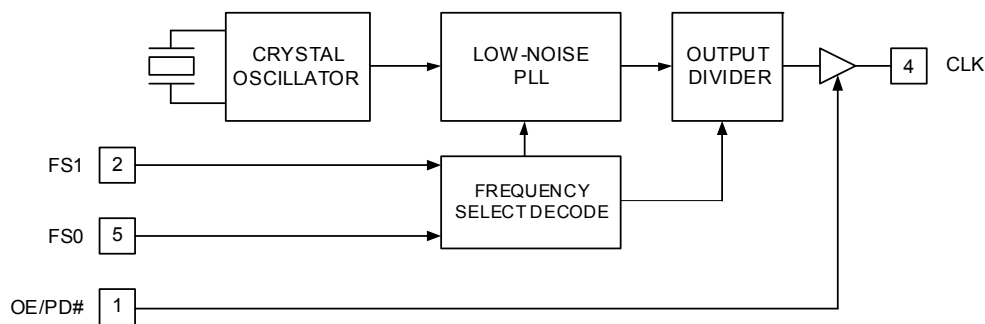 CRYSTAL
OSCILLATOR
LOW-NOISE
PLL
OUTPUT
DIVIDER
4
CLK
FS1
2
FREQUENCY
SELECT DECODE
FS0
5
OE/PD#
1